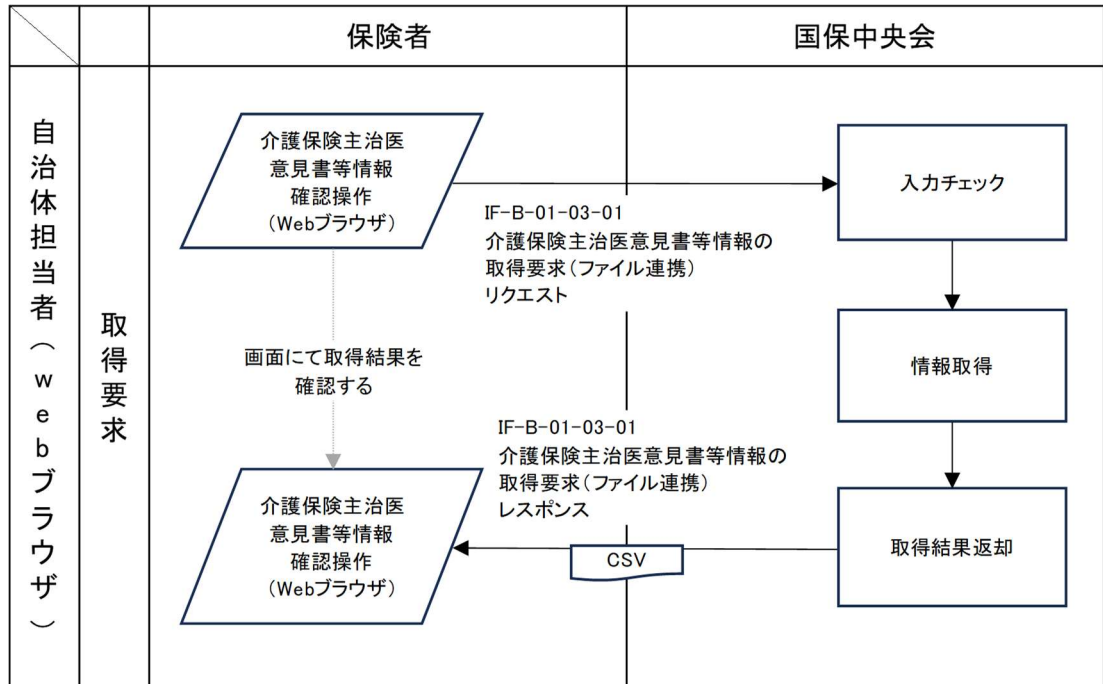 保険者
国保中央会
自治体担当者(webブラウザ)
取得要求
介護保険主治医
意見書等情報
確認操作
(Webブラウザ)
入力チェック
IF-B-01-03-01
介護保険主治医意見書等情報の
取得要求(ファイル連携)
リクエスト
情報取得
画面にて取得結果を
確認する
IF-B-01-03-01
介護保険主治医意見書等情報の
取得要求(ファイル連携)
レスポンス
介護保険主治医
意見書等情報
確認操作
(Webブラウザ)
CSV
取得結果返却